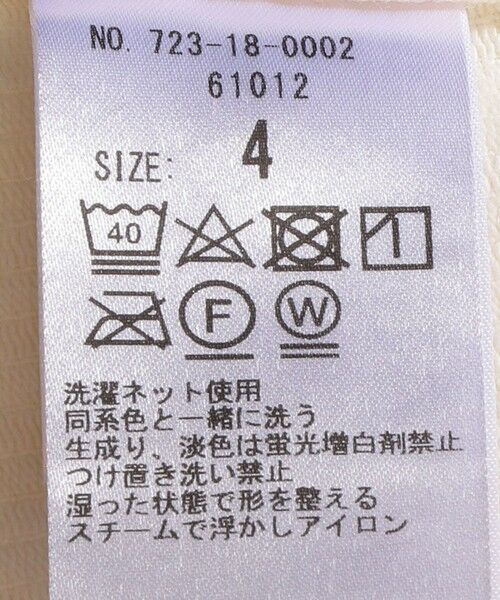 NO. 723-18-0002
61012
SIZE: 4
40
F W
洗濯ネット使用
同系色と一緒に洗う
生成り、淡色は蛍光増白剤禁止
つけ置き洗い禁止
湿った状態で形を整える
スチームで浮かしアイロン